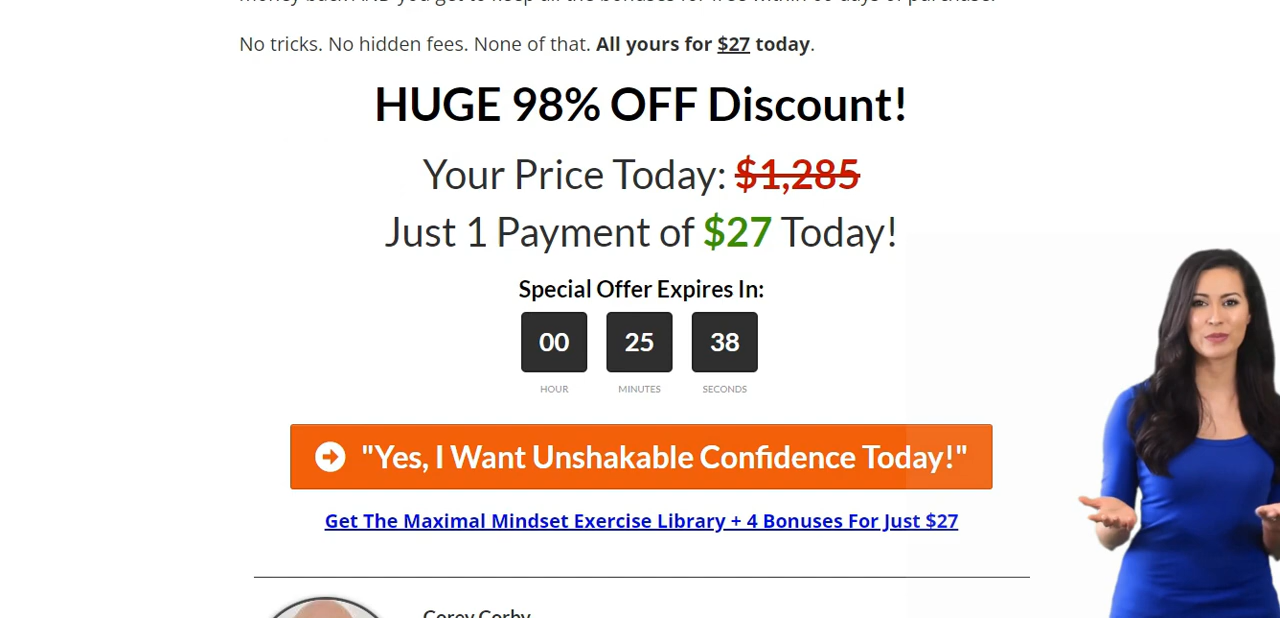 No tricks. No hidden fees. None of that. All yours for $27 today.
HUGE 98% OFF Discount!
Your Price Today: $1,285
Just 1 Payment of $27 Today!
Special Offer Expires In:
00 25 38
HOUR MINUTES SECONDS
"Yes, I Want Unshakable Confidence Today!"
Get The Maximal Mindset Exercise Library + 4 Bonuses For Just $27
Corey Corby